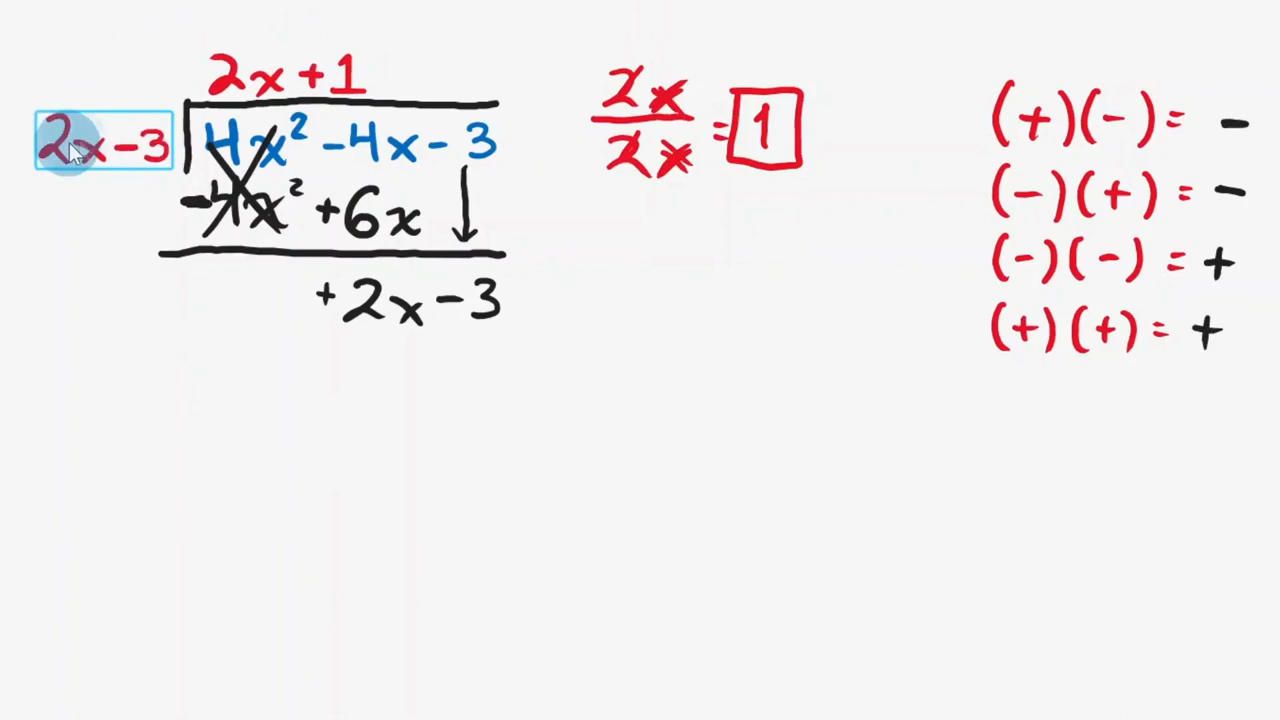 2x + 1
2x - 3 4x² - 4x - 3
-4x² + 6x
+ 2x - 3
2x
2x
= 1
(+)(-) = -
(-)(+) = -
(-)(-) = +
(+)(+) = +